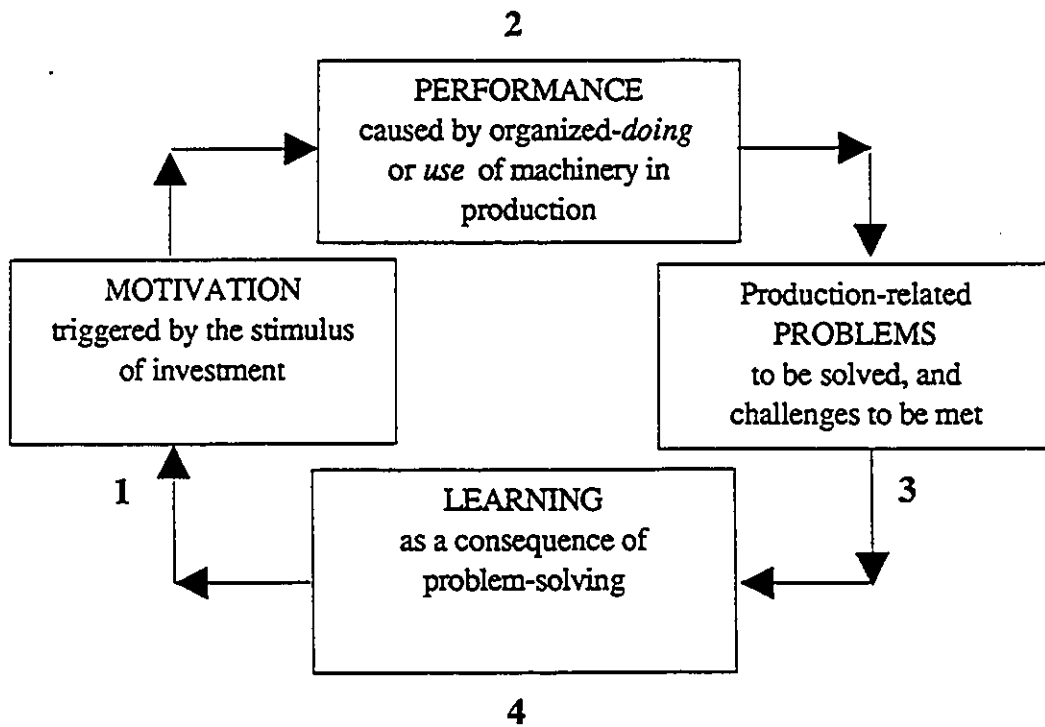 2
PERFORMANCE
caused by organized-doing
or use of machinery in
production
MOTIVATION
triggered by the stimulus
of investment
1
Production-related
PROBLEMS
to be solved, and
challenges to be met
3
LEARNING
as a consequence of
problem-solving
4